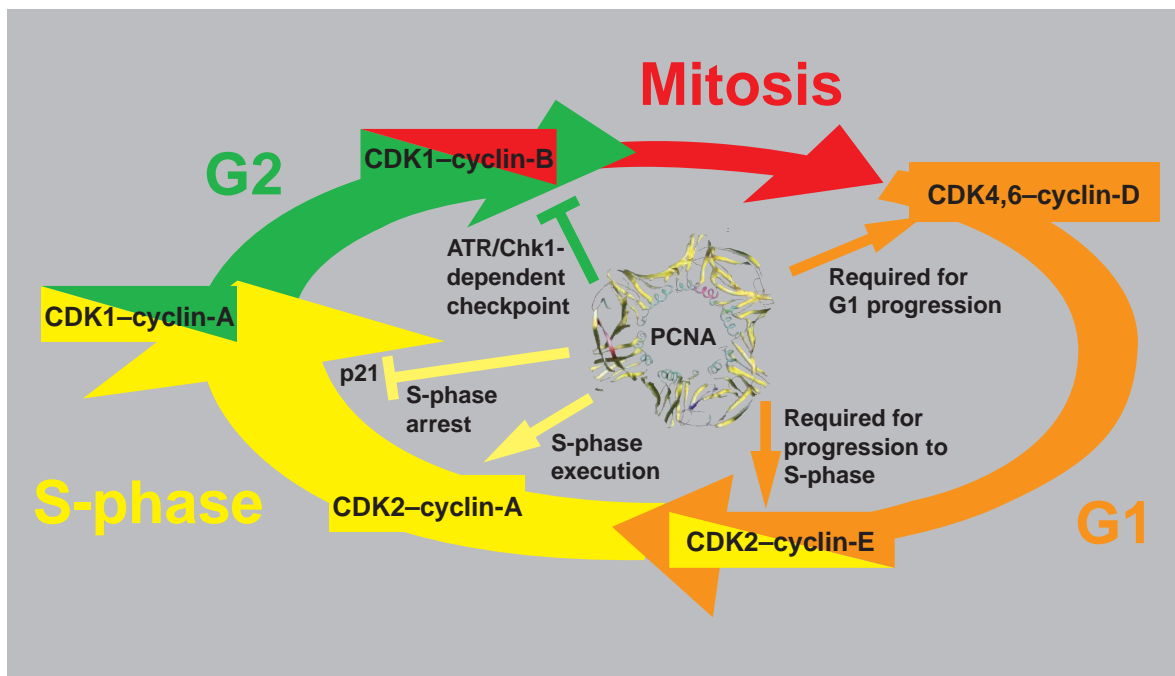 Mitosis
G2
CDK1–cyclin-B
CDK4,6–cyclin-D
ATR/Chk1-
dependent
checkpoint
Required for
G1 progression
CDK1–cyclin-A
PCNA
p21
S-phase
arrest
S-phase
execution
Required for
progression to
S-phase
S-phase
CDK2–cyclin-A
CDK2–cyclin-E
G1